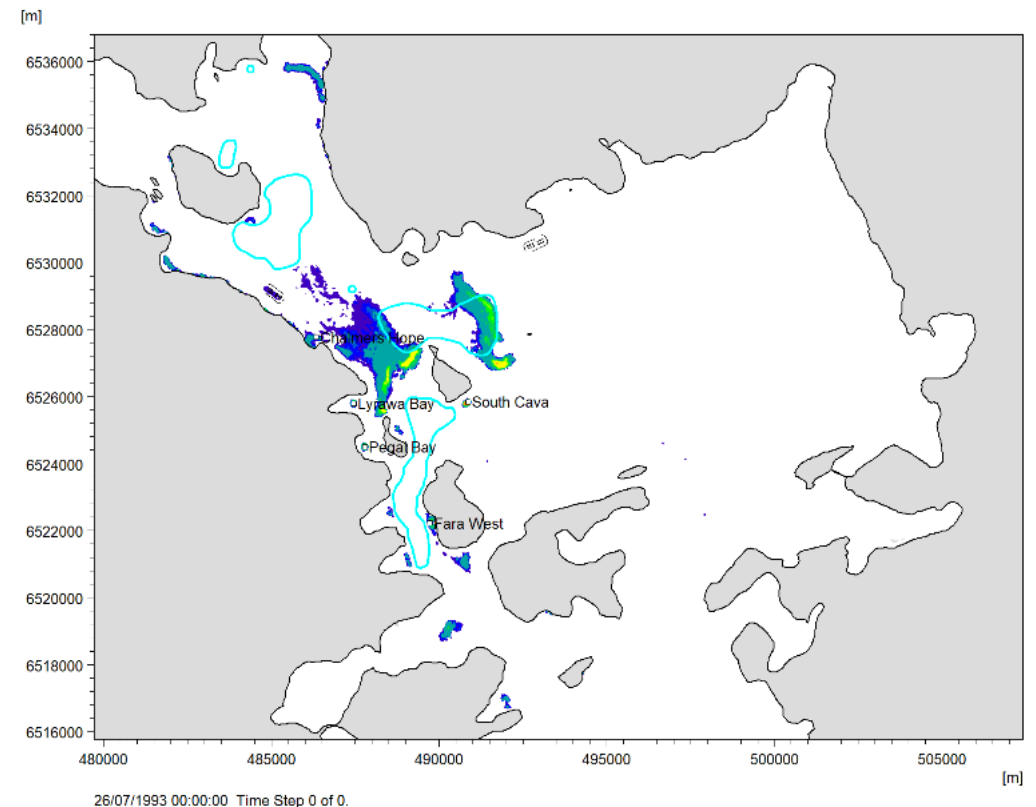 [m]
6536000
6534000
6532000
6530000
6528000
Chalmers Hope
6526000
Lyrawa Bay
South Cava
Pegal Bay
6524000
Fara West
6522000
6520000
6518000
6516000
480000 485000 490000 495000 500000 505000
[m]
26/07/1993 00:00:00 Time Step 0 of 0.